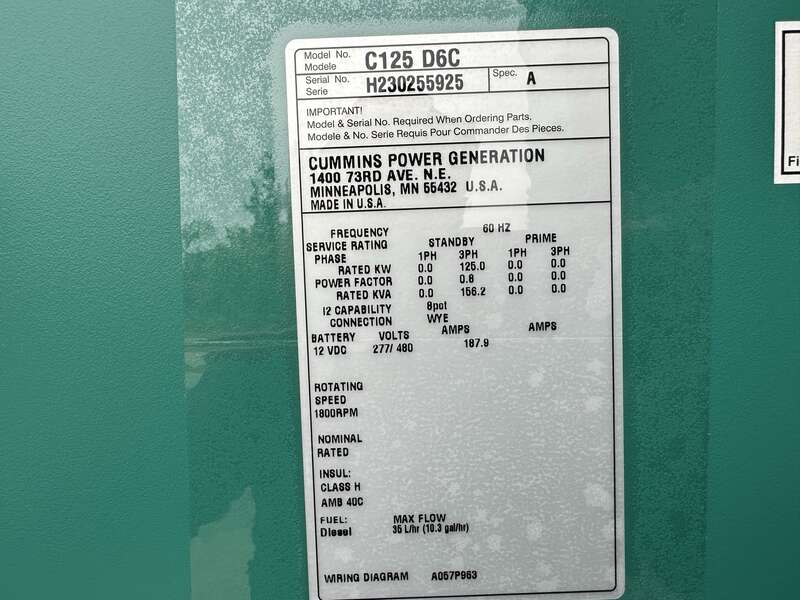 Model No. C125 D6C
Modele
Serial No. H230255925 Spec. A
Serie
IMPORTANT!
Model & Serial No. Required When Ordering Parts.
Modele & No. Serie Requis Pour Commander Des Pieces.
CUMMINS POWER GENERATION
1400 73RD AVE. N.E.
MINNEAPOLIS, MN 55432 U.S.A.
MADE IN U.S.A.
FREQUENCY 60 HZ
SERVICE RATING STANDBY PRIME
PHASE 1PH 3PH 1PH 3PH
RATED KW 0.0 125.0 0.0 0.0
POWER FACTOR 0.0 0.8 0.0 0.0
RATED KVA 0.0 156.2 0.0 0.0
I2 CAPABILITY 8pot
CONNECTION WYE
BATTERY VOLTS AMPS AMPS
12 VDC 277/ 480 187.9
ROTATING
SPEED
1800RPM
NOMINAL
RATED
INSUL:
CLASS H
AMB 40C
FUEL: MAX FLOW
Diesel 35 L/hr (10.3 gal/hr)
WIRING DIAGRAM A057P963